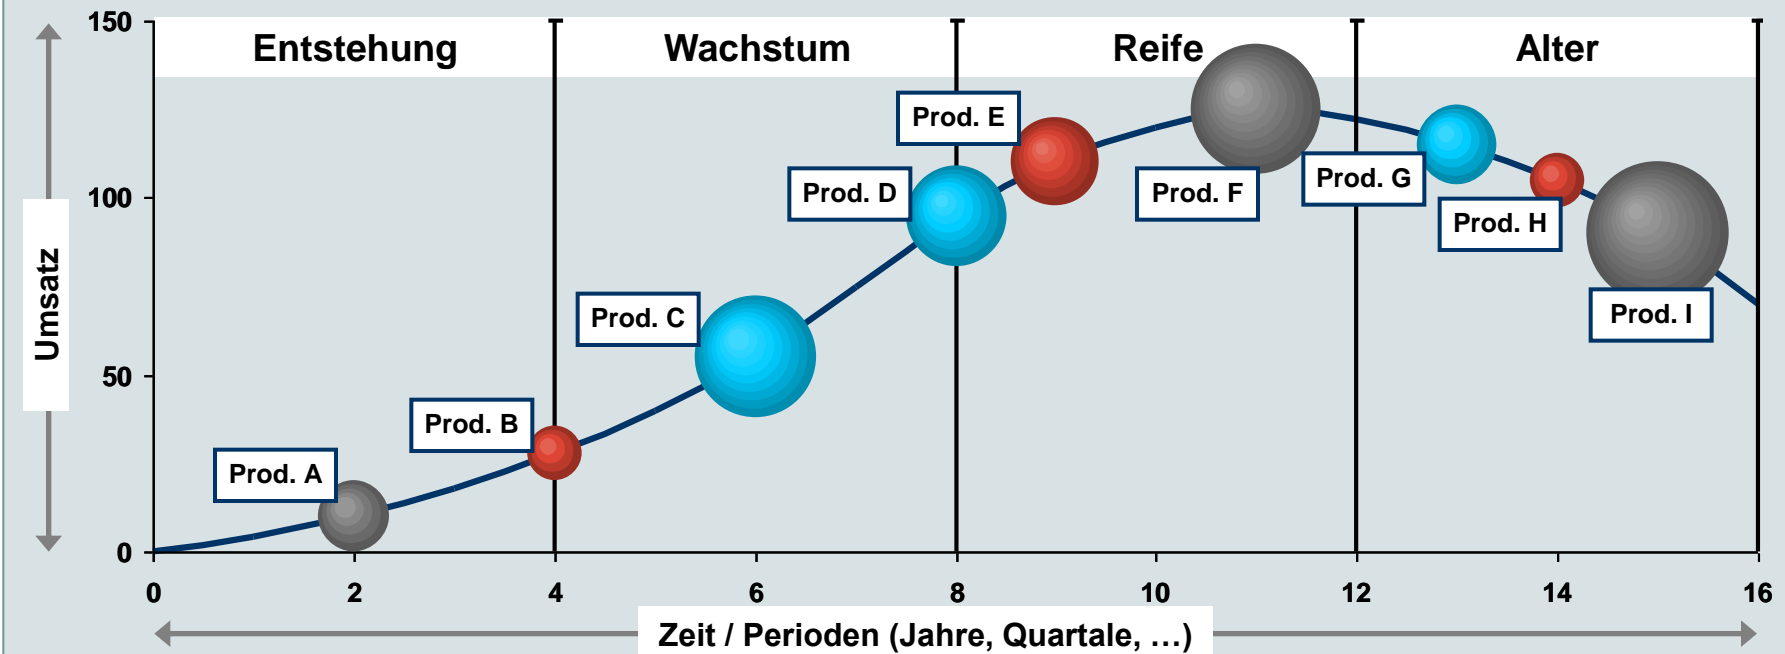 150
Entstehung
Wachstum
Reife
Alter
Prod. E
Prod. D
Prod. F
Prod. G
100
Prod. H
Umsatz
Prod. C
Prod. I
50
Prod. B
Prod. A
0
0 2 4 6 8 10 12 14 16
Zeit / Perioden (Jahre, Quartale, …)